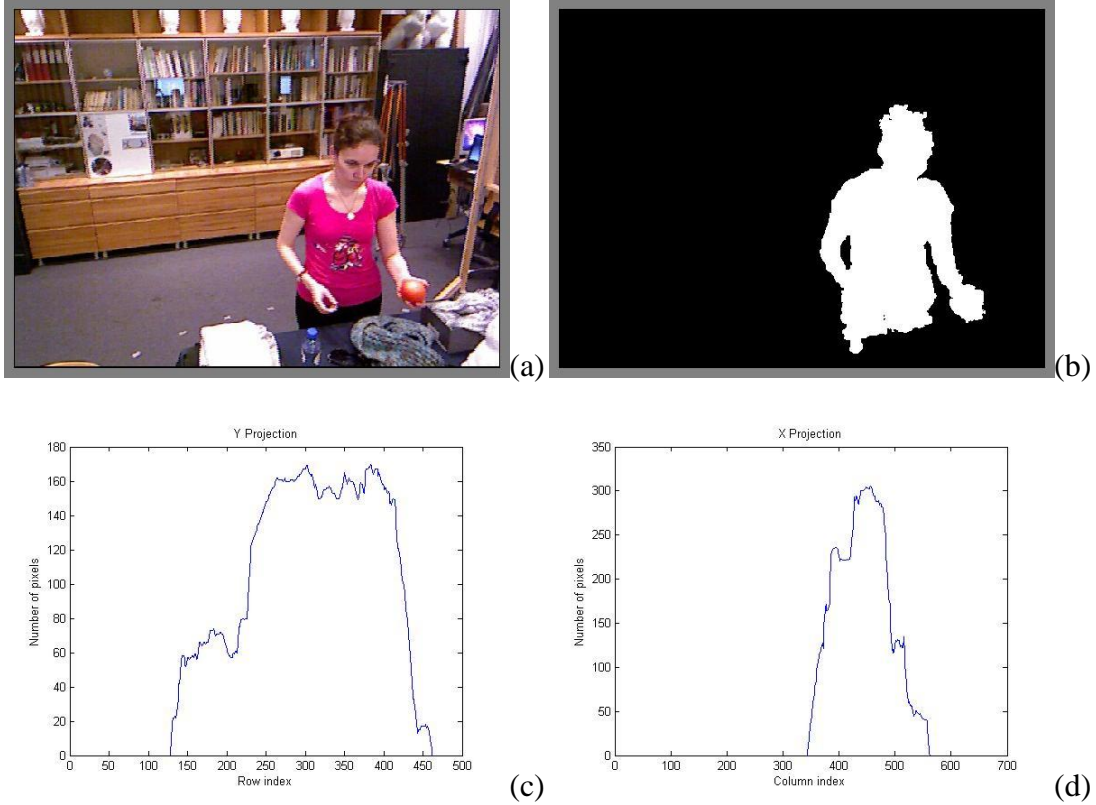 (a)
(b)
Y Projection
180
160
140
120
100
80
60
40
20
0
Number of pixels
0 50 100 150 200 250 300 350 400 450 500
Row index
(c)
X Projection
350
300
250
200
150
100
50
0
Number of pixels
0 100 200 300 400 500 600 700
Column index
(d)